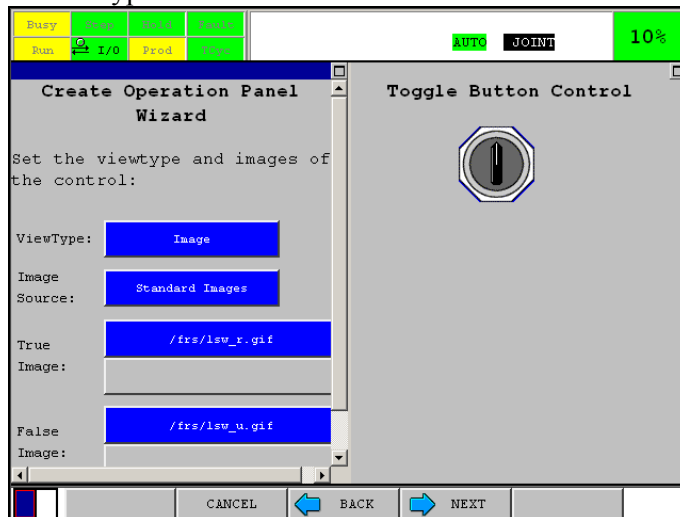 Busy Step Hold Fault
Run I/O Prod TCyc
AUTO JOINT 10%
Create Operation Panel
Wizard
Set the viewtype and images of
the control:
ViewType: Image
Image
Source: Standard Images
True
Image: /frs/lsw_r.gif
False
Image: /frs/lsw_u.gif
Toggle Button Control
CANCEL BACK NEXT